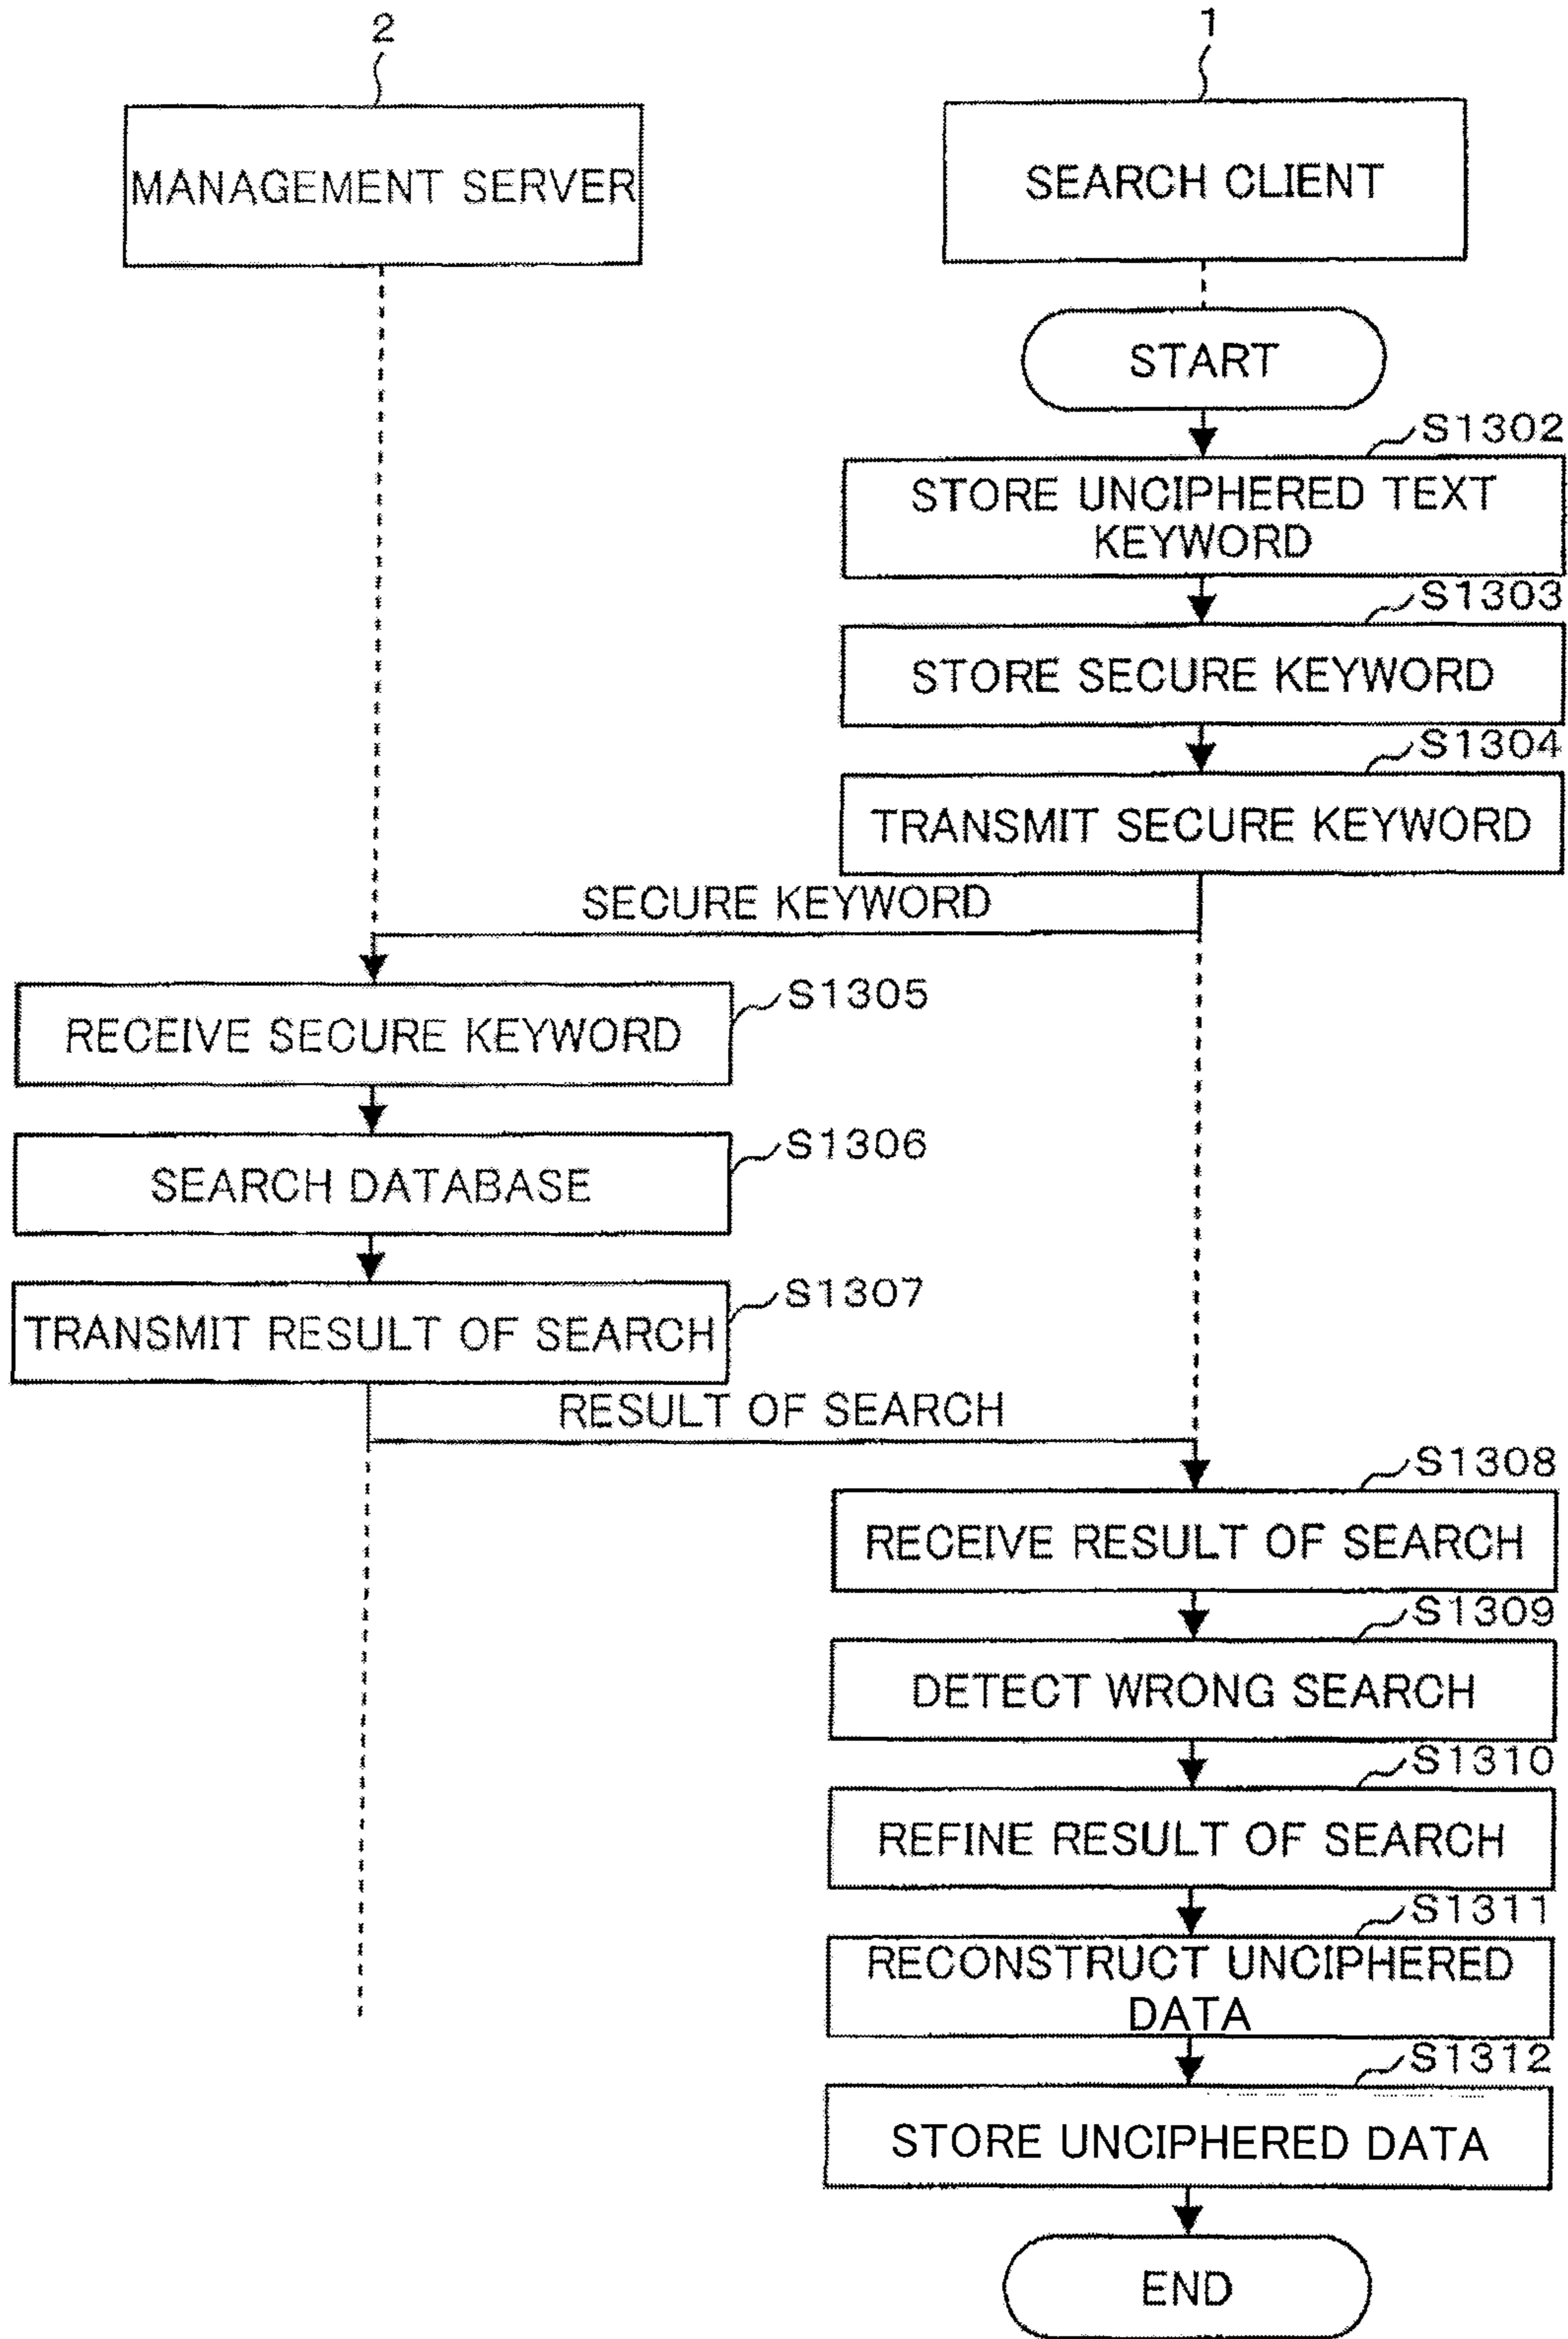 2
1
MANAGEMENT SERVER
SEARCH CLIENT
START
S1302
STORE UNCIPHERED TEXT
KEYWORD
S1303
STORE SECURE KEYWORD
S1304
TRANSMIT SECURE KEYWORD
SECURE KEYWORD
S1305
RECEIVE SECURE KEYWORD
S1306
SEARCH DATABASE
S1307
TRANSMIT RESULT OF SEARCH
RESULT OF SEARCH
S1308
RECEIVE RESULT OF SEARCH
S1309
DETECT WRONG SEARCH
S1310
REFINE RESULT OF SEARCH
S1311
RECONSTRUCT UNCIPHERED
DATA
S1312
STORE UNCIPHERED DATA
END